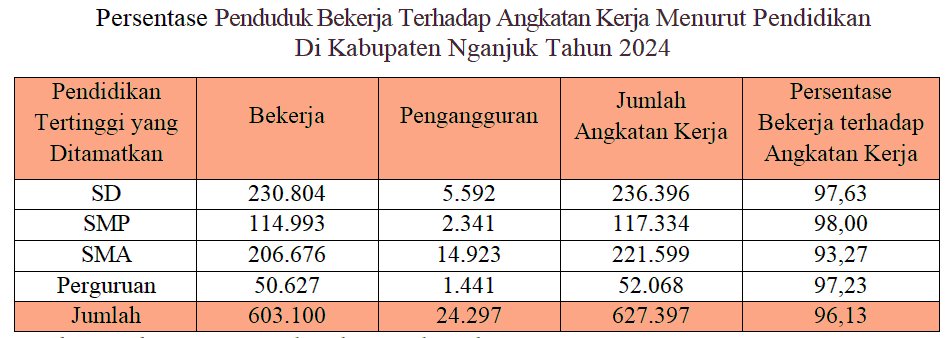 Persentase Penduduk Bekerja Terhadap Angkatan Kerja Menurut Pendidikan
Di Kabupaten Nganjuk Tahun 2024
Pendidikan Tertinggi yang Ditamatkan | Bekerja | Pengangguran | Jumlah Angkatan Kerja | Persentase Bekerja terhadap Angkatan Kerja
SD | 230.804 | 5.592 | 236.396 | 97,63
SMP | 114.993 | 2.341 | 117.334 | 98,00
SMA | 206.676 | 14.923 | 221.599 | 93,27
Perguruan | 50.627 | 1.441 | 52.068 | 97,23
Jumlah | 603.100 | 24.297 | 627.397 | 96,13